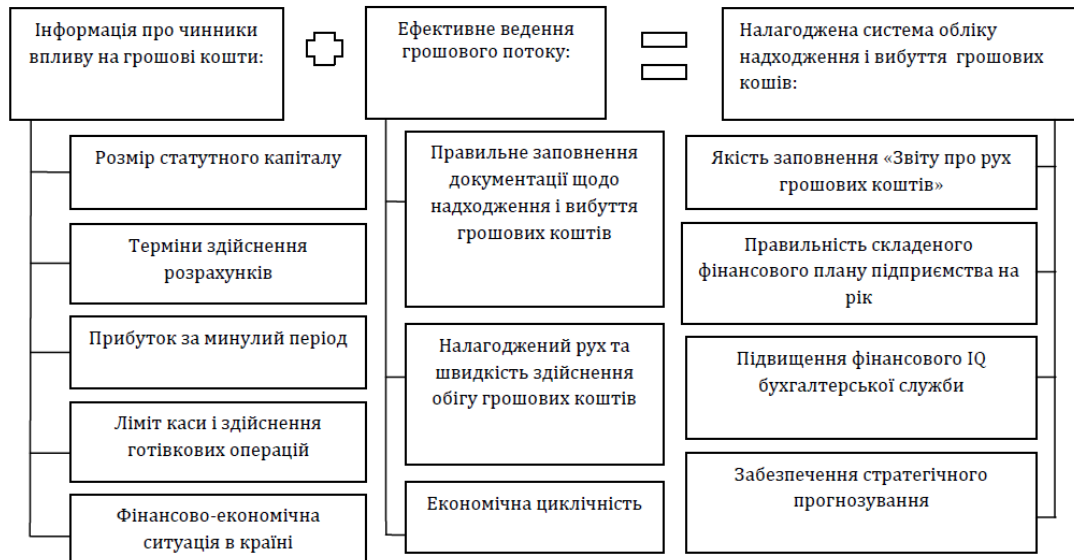 Інформація про чинники
впливу на грошові кошти:
Розмір статутного капіталу
Терміни здійснення
розрахунків
Прибуток за минулий період
Ліміт каси і здійснення
готівкових операцій
Фінансово-економічна
ситуація в країні
Ефективне ведення
грошового потоку:
Правильне заповнення
документації щодо
надходження і вибуття
грошових коштів
Налагоджений рух та
швидкість здійснення
обігу грошових коштів
Економічна циклічність
Налагоджена система обліку
надходження і вибуття грошових
кошів:
Якість заповнення «Звіту про рух
грошових коштів»
Правильність складеного
фінансового плану підприємства на
рік
Підвищення фінансового IQ
бухгалтерської служби
Забезпечення стратегічного
прогнозування